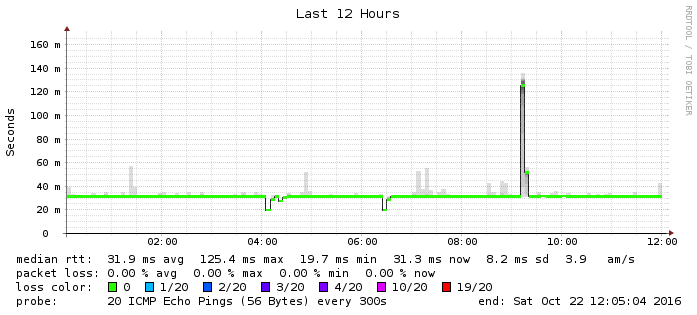 Last 12 Hours
RRDTOOL / TOBI OETIKER
Seconds
160 m
140 m
120 m
100 m
80 m
60 m
40 m
20 m
0
02:00 04:00 06:00 08:00 10:00 12:00
median rtt: 31.9 ms avg 125.4 ms max 19.7 ms min 31.3 ms now 8.2 ms sd 3.9 am/s
packet loss: 0.00 % avg 0.00 % max 0.00 % min 0.00 % now
loss color: 0 1/20 2/20 3/20 4/20 10/20 19/20
probe: 20 ICMP Echo Pings (56 Bytes) every 300s end: Sat Oct 22 12:05:04 2016